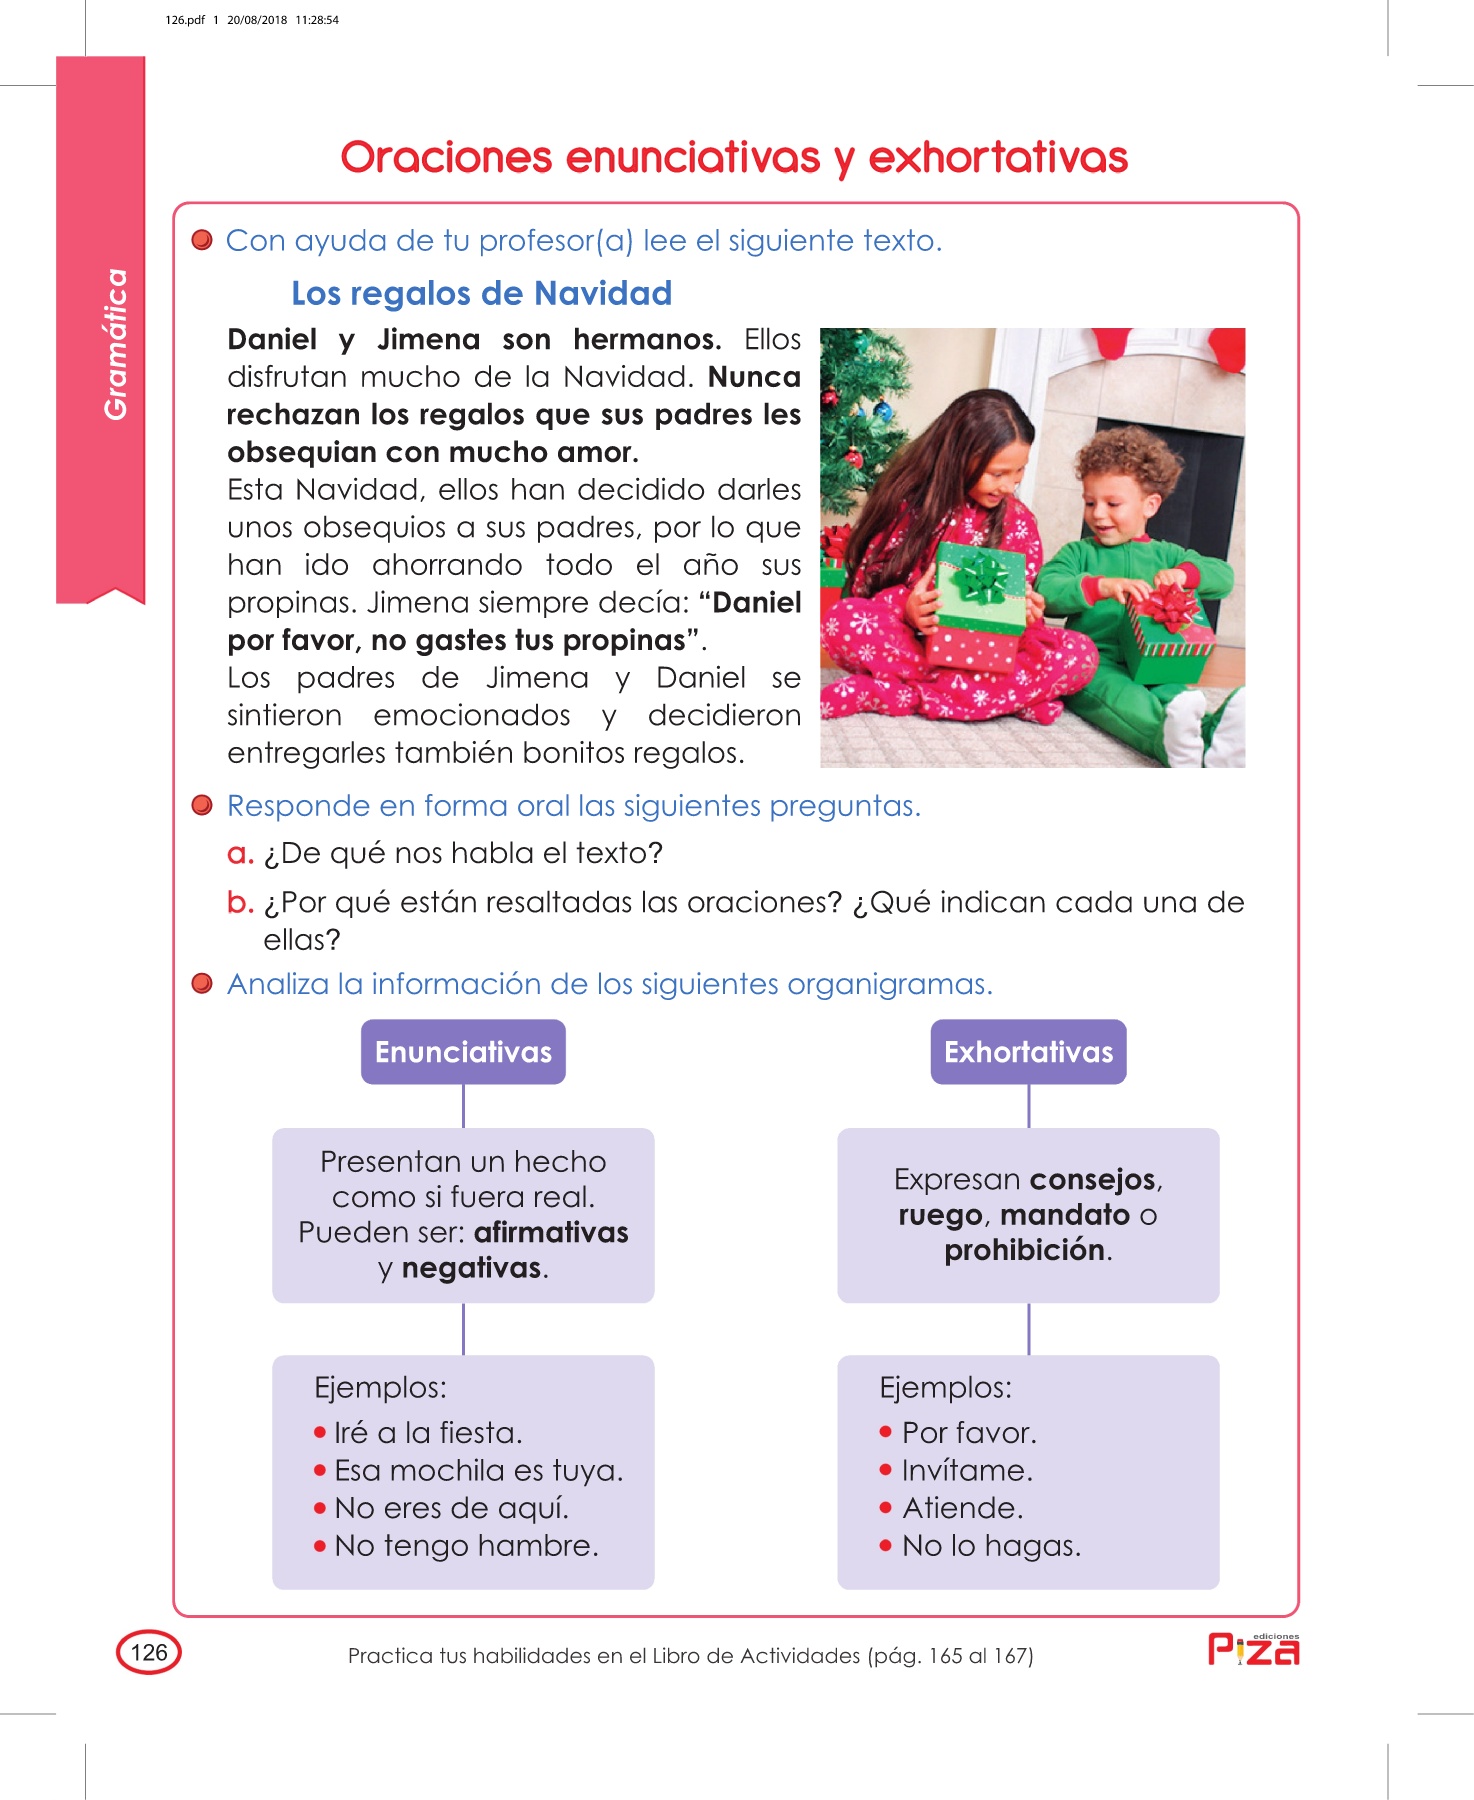 126.pdf 1 20/08/2018 11:28:54
Gramática
Oraciones enunciativas y exhortativas
Con ayuda de tu profesor(a) lee el siguiente texto.
Los regalos de Navidad
Daniel y Jimena son hermanos. Ellos
disfrutan mucho de la Navidad. Nunca
rechazan los regalos que sus padres les
obsequian con mucho amor.
Esta Navidad, ellos han decidido darles
unos obsequios a sus padres, por lo que
han ido ahorrando todo el año sus
propinas. Jimena siempre decía: “Daniel
por favor, no gastes tus propinas”.
Los padres de Jimena y Daniel se
sintieron emocionados y decidieron
entregarles también bonitos regalos.
Responde en forma oral las siguientes preguntas.
a. ¿De qué nos habla el texto?
b. ¿Por qué están resaltadas las oraciones? ¿Qué indican cada una de
ellas?
Analiza la información de los siguientes organigramas.
Enunciativas
Presentan un hecho
como si fuera real.
Pueden ser: afirmativas
y negativas.
Ejemplos:
• Iré a la fiesta.
• Esa mochila es tuya.
• No eres de aquí.
• No tengo hambre.
Exhortativas
Expresan consejos,
ruego, mandato o
prohibición.
Ejemplos:
• Por favor.
• Invítame.
• Atiende.
• No lo hagas.
126
Practica tus habilidades en el Libro de Actividades (pág. 165 al 167)
ediciones
Piza